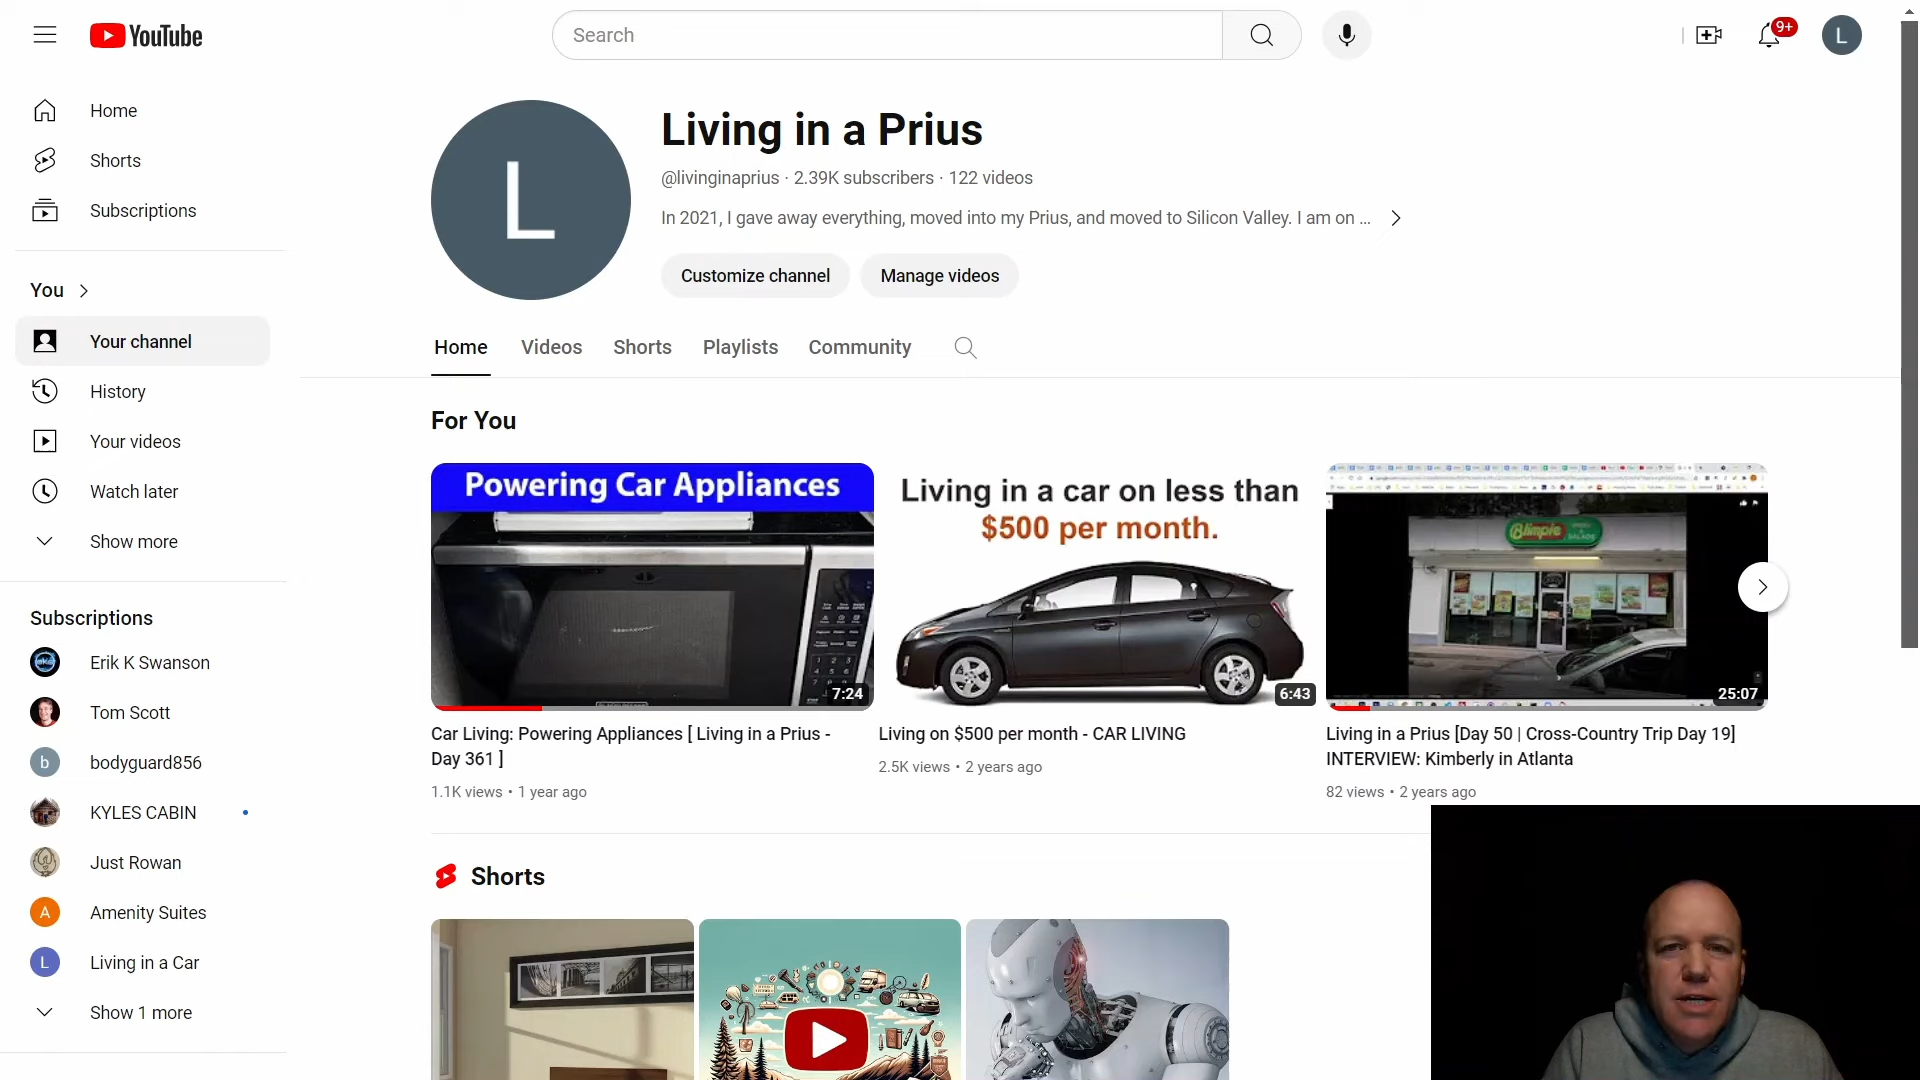 YouTube
Search
9+
L
Home
Shorts
Subscriptions
You
Your channel
History
Your videos
Watch later
Show more
Subscriptions
Erik K Swanson
Tom Scott
b
bodyguard856
KYLES CABIN
Just Rowan
A
Amenity Suites
L
Living in a Car
Show 1 more
L
Living in a Prius
@livinginaprius · 2.39K subscribers · 122 videos
In 2021, I gave away everything, moved into my Prius, and moved to Silicon Valley. I am on ...
Customize channel
Manage videos
Home
Videos
Shorts
Playlists
Community
For You
Powering Car Appliances
7:24
Car Living: Powering Appliances [ Living in a Prius -
Day 361 ]
1.1K views • 1 year ago
Living in a car on less than
$500 per month.
6:43
Living on $500 per month - CAR LIVING
2.5K views • 2 years ago
Blimpie
25:07
Living in a Prius [Day 50 | Cross-Country Trip Day 19]
INTERVIEW: Kimberly in Atlanta
82 views • 2 years ago
Shorts